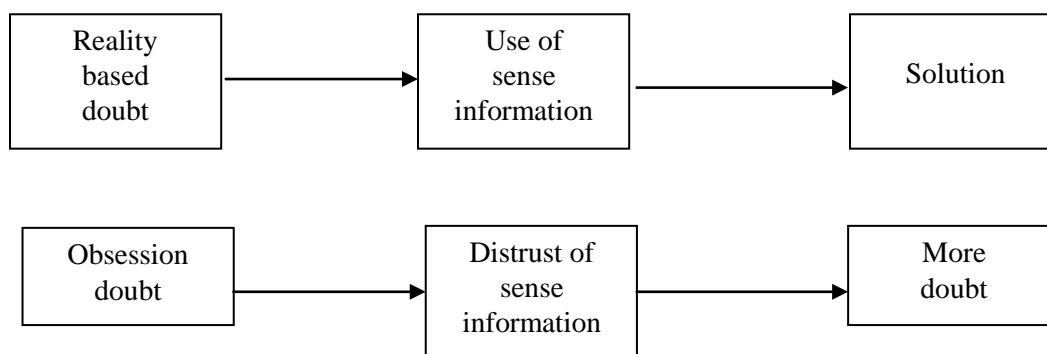 Reality
based
doubt
Use of
sense
information
Solution
Obsession
doubt
Distrust of
sense
information
More
doubt